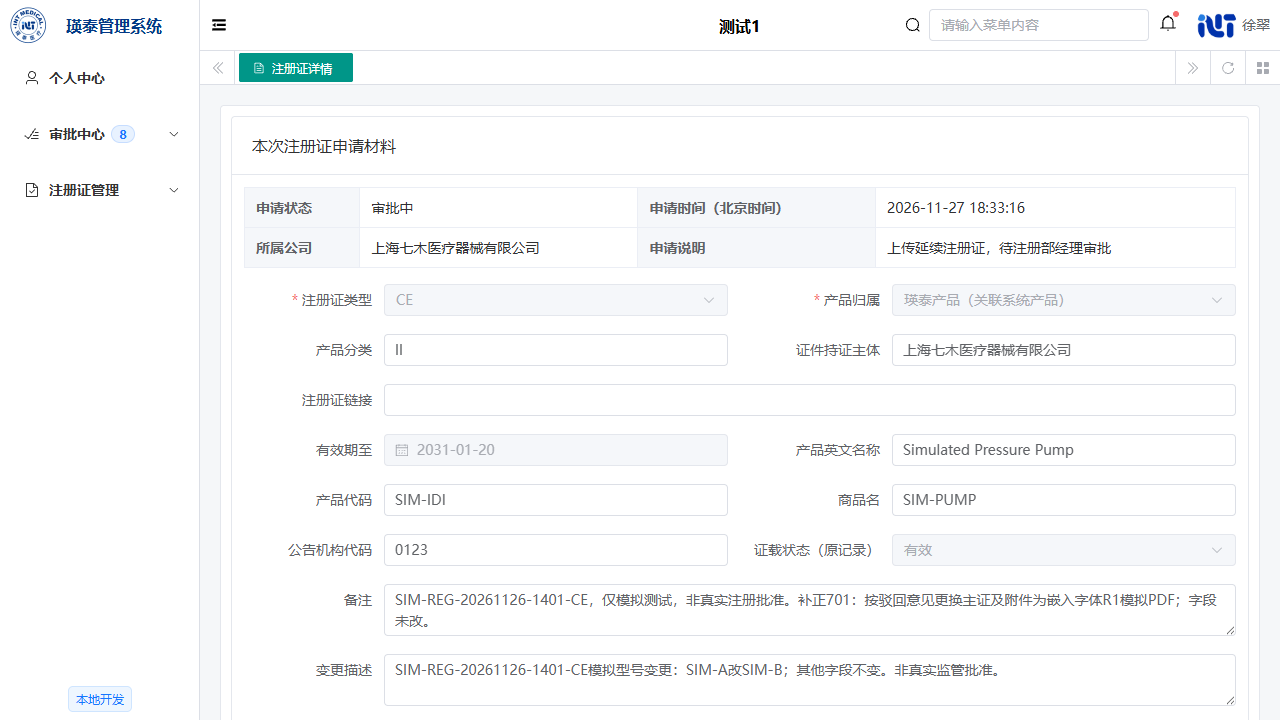 瑛泰管理系统
测试1
请输入菜单内容
徐翠
个人中心
审批中心 8
注册证管理
本地开发
注册证详情
本次注册证申请材料
申请状态 审批中 申请时间（北京时间） 2026-11-27 18:33:16
所属公司 上海七木医疗器械有限公司 申请说明 上传延续注册证，待注册部经理审批
* 注册证类型 CE * 产品归属 瑛泰产品（关联系统产品）
产品分类 II 证件持证主体 上海七木医疗器械有限公司
注册证链接
有效期至 2031-01-20 产品英文名称 Simulated Pressure Pump
产品代码 SIM-IDI 商品名 SIM-PUMP
公告机构代码 0123 证载状态（原记录） 有效
备注 SIM-REG-20261126-1401-CE，仅模拟测试，非真实注册批准。补正701：按驳回意见更换主证及附件为嵌入字体R1模拟PDF；字段
未改。
变更描述 SIM-REG-20261126-1401-CE模拟型号变更：SIM-A改SIM-B；其他字段不变。非真实监管批准。